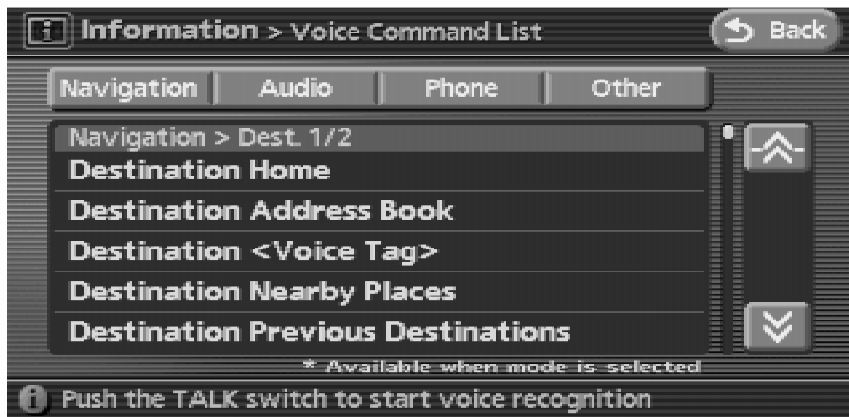 Information > Voice Command List
Back
Navigation Audio Phone Other
Navigation > Dest. 1/2
Destination Home
Destination Address Book
Destination <Voice Tag>
Destination Nearby Places
Destination Previous Destinations
* Available when mode is selected
Push the TALK switch to start voice recognition